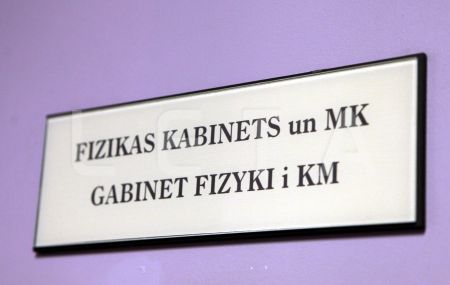 FIZIKAS KABINETS un MK
GABINET FIZYKI i KM